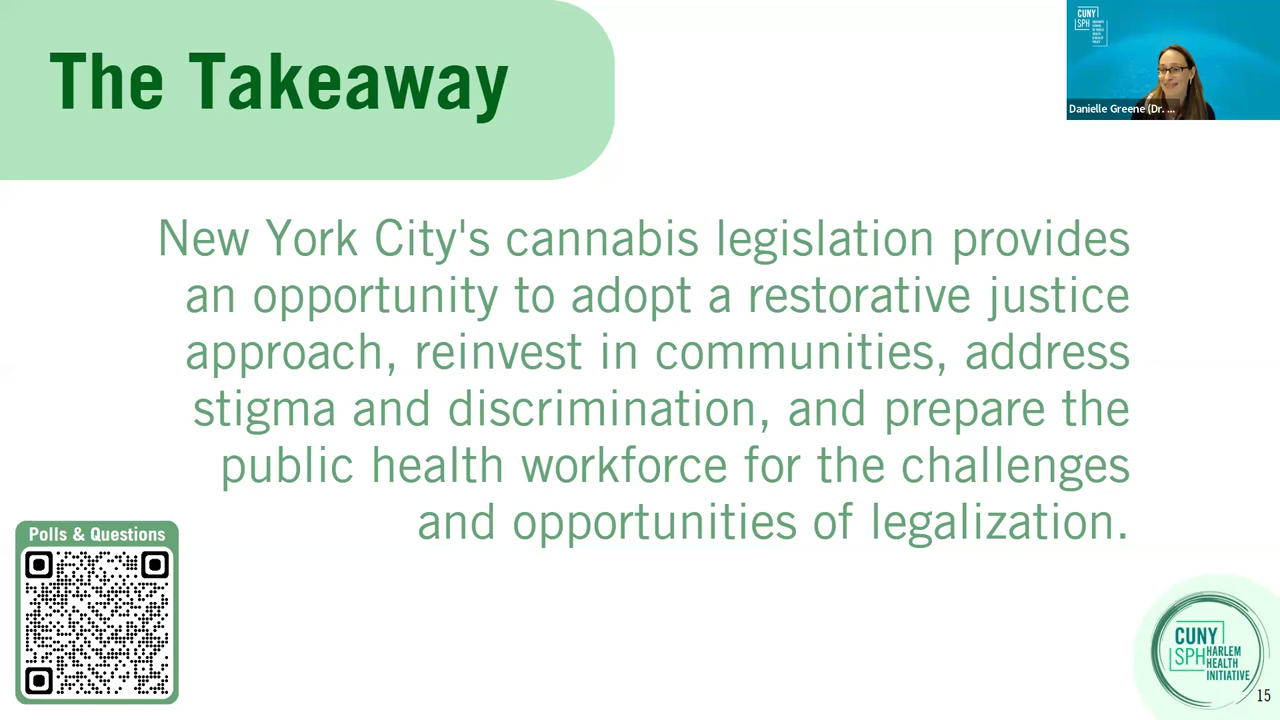 The Takeaway
CUNY
SPH
Danielle Greene (Dr. ...
New York City's cannabis legislation provides
an opportunity to adopt a restorative justice
approach, reinvest in communities, address
stigma and discrimination, and prepare the
public health workforce for the challenges
and opportunities of legalization.
Polls & Questions
CUNY
SPH
HARLEM
HEALTH
INITIATIVE
15